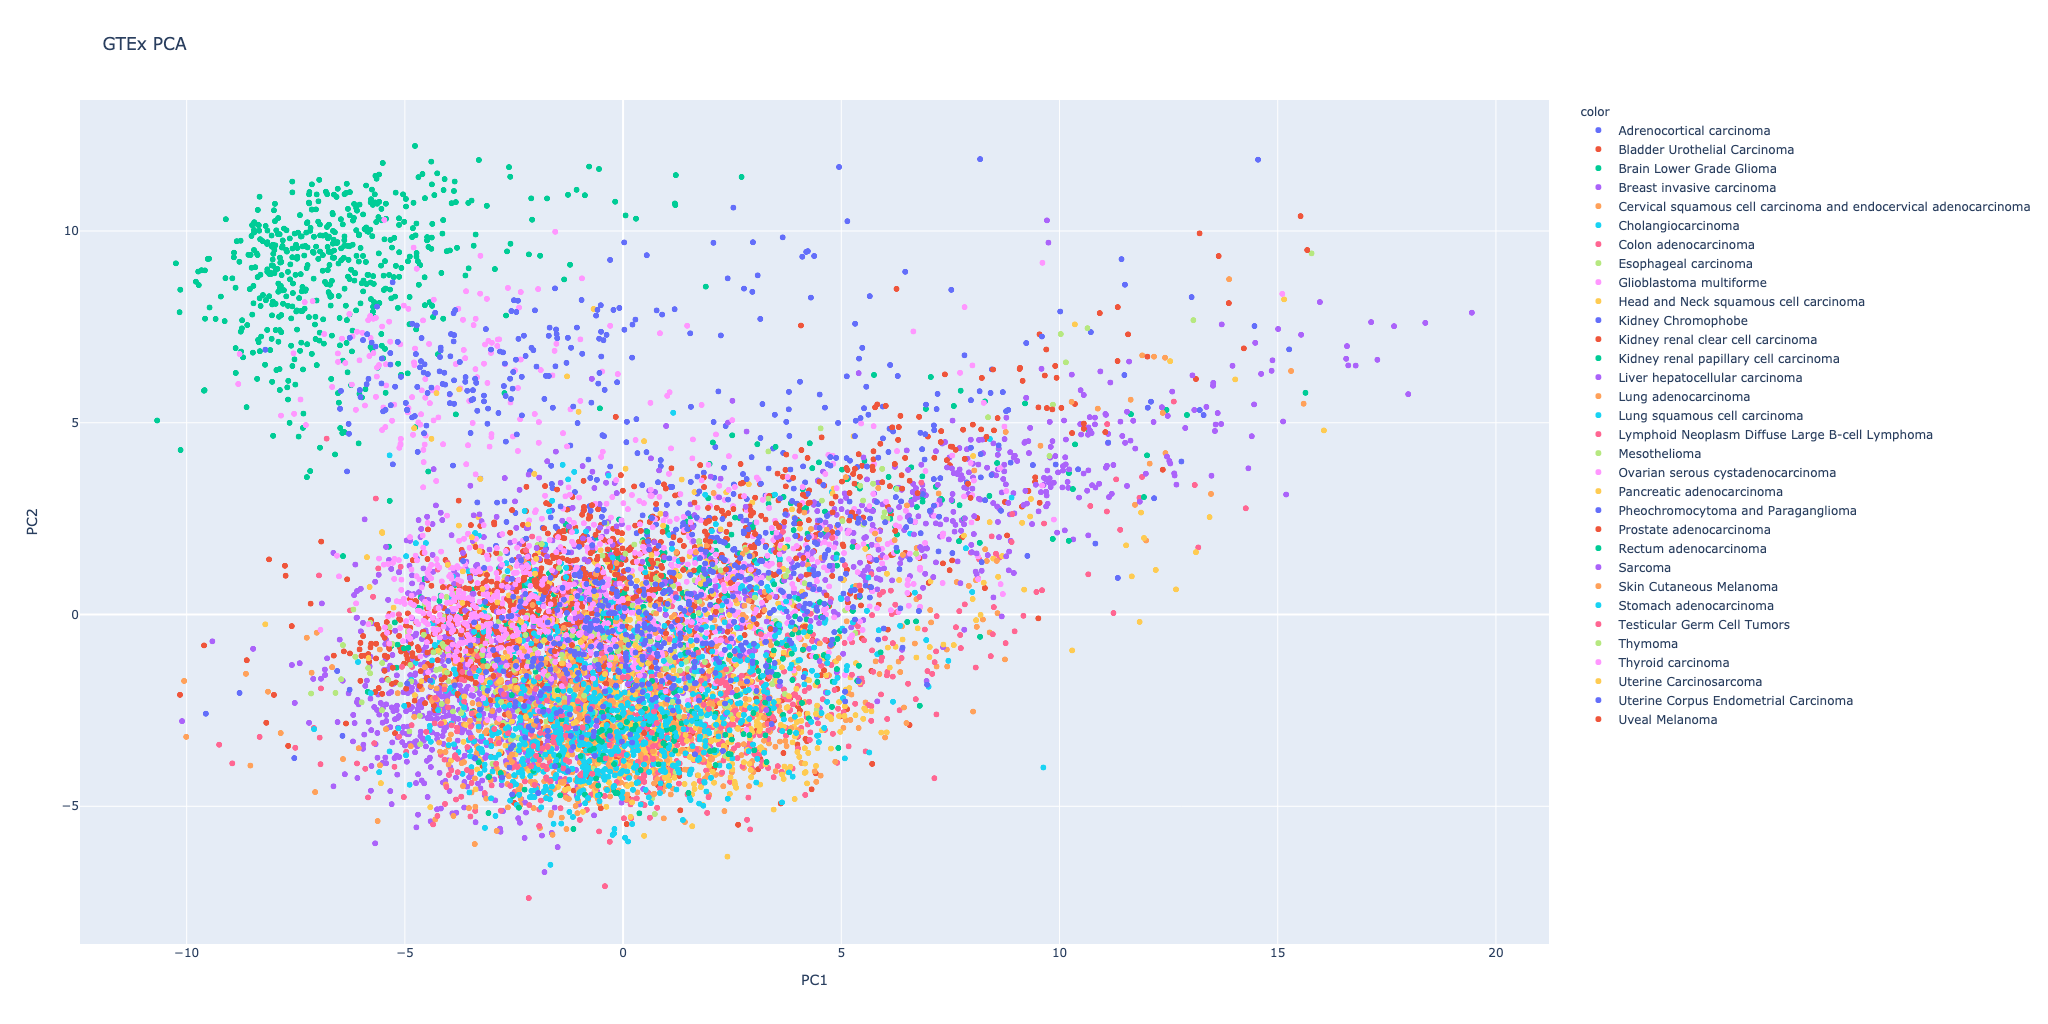 GTEx PCA
color
Adrenocortical carcinoma
Bladder Urothelial Carcinoma
Brain Lower Grade Glioma
Breast invasive carcinoma
Cervical squamous cell carcinoma and endocervical adenocarcinoma
Cholangiocarcinoma
Colon adenocarcinoma
Esophageal carcinoma
Glioblastoma multiforme
Head and Neck squamous cell carcinoma
Kidney Chromophobe
Kidney renal clear cell carcinoma
Kidney renal papillary cell carcinoma
Liver hepatocellular carcinoma
Lung adenocarcinoma
Lung squamous cell carcinoma
Lymphoid Neoplasm Diffuse Large B-cell Lymphoma
Mesothelioma
Ovarian serous cystadenocarcinoma
Pancreatic adenocarcinoma
Pheochromocytoma and Paraganglioma
Prostate adenocarcinoma
Rectum adenocarcinoma
Sarcoma
Skin Cutaneous Melanoma
Stomach adenocarcinoma
Testicular Germ Cell Tumors
Thymoma
Thyroid carcinoma
Uterine Carcinosarcoma
Uterine Corpus Endometrial Carcinoma
Uveal Melanoma
10
5
0
−5
PC2
−10 −5 0 5 10 15 20
PC1